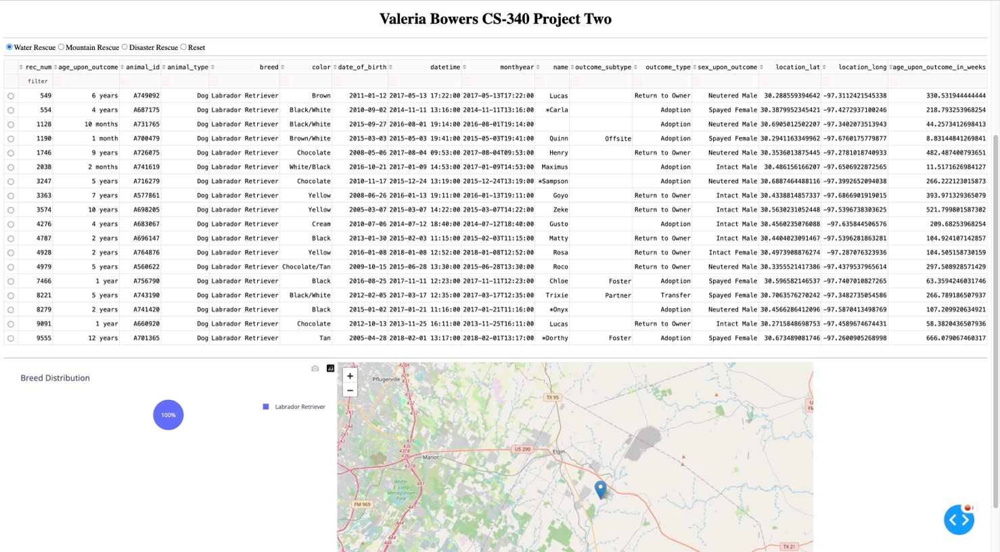 Valeria Bowers CS-340 Project Two
Water Rescue Mountain Rescue Disaster Rescue Reset
rec_num age_upon_outcome animal_id animal_type breed color date_of_birth datetime monthyear name outcome_subtype outcome_type sex_upon_outcome location_lat location_long age_upon_outcome_in_weeks
filter
549 6 years A749092 Dog Labrador Retriever Brown 2011-01-12 2017-05-13 17:22:00 2017-05-13T17:22:00 Lucas Return to Owner Neutered Male 30.288559394642 -97.3112421545338 330.531944444444
554 4 years A687175 Dog Labrador Retriever Black/White 2010-09-02 2014-11-11 13:16:00 2014-11-11T13:16:00 *Carla Adoption Spayed Female 30.3879952345421 -97.4272937100246 218.793253968254
1128 10 months A731765 Dog Labrador Retriever Black/White 2015-09-27 2016-08-01 19:14:00 2016-08-01T19:14:00 Adoption Neutered Male 30.6905012502207 -97.3402073513943 44.2573412698413
1190 1 month A700479 Dog Labrador Retriever Brown/White 2015-03-03 2015-05-03 19:41:00 2015-05-03T19:41:00 Quinn Offsite Adoption Spayed Female 30.2941163349962 -97.6760175779877 8.83144841269841
1746 9 years A726075 Dog Labrador Retriever Chocolate 2008-05-06 2017-08-04 09:53:00 2017-08-04T09:53:00 Henry Return to Owner Neutered Male 30.3536013875445 -97.2781018740933 482.487400793651
2038 2 months A741619 Dog Labrador Retriever White/Black 2016-10-21 2017-01-09 14:53:00 2017-01-09T14:53:00 Maximus Adoption Intact Male 30.486156166207 -97.6506922872565 11.5171626984127
3247 5 years A716279 Dog Labrador Retriever Chocolate 2010-11-17 2015-12-24 13:19:00 2015-12-24T13:19:00 *Sampson Adoption Neutered Male 30.6887464488116 -97.3992652094038 266.222123015873
3363 7 years A577861 Dog Labrador Retriever Yellow 2008-06-26 2016-01-13 19:11:00 2016-01-13T19:11:00 Goyo Return to Owner Intact Male 30.4338814857337 -97.6866901919015 393.971329365079
3574 10 years A698205 Dog Labrador Retriever Yellow 2005-03-07 2015-03-07 14:22:00 2015-03-07T14:22:00 Zeke Return to Owner Intact Male 30.5630231052448 -97.5396738303625 521.799801587302
4276 4 years A683067 Dog Labrador Retriever Cream 2010-07-06 2014-07-12 18:40:00 2014-07-12T18:40:00 Gusto Adoption Intact Male 30.4560235076088 -97.635844506576 209.68253968254
4787 2 years A696147 Dog Labrador Retriever Black 2013-01-30 2015-02-03 11:15:00 2015-02-03T11:15:00 Matty Return to Owner Intact Male 30.4404023091467 -97.5396281863281 104.924107142857
4928 2 years A764876 Dog Labrador Retriever Yellow 2016-01-08 2018-01-08 12:52:00 2018-01-08T12:52:00 Rosa Return to Owner Intact Female 30.4973908876274 -97.287076323936 104.505158730159
4979 5 years A560622 Dog Labrador Retriever Chocolate/Tan 2009-10-15 2015-06-28 13:30:00 2015-06-28T13:30:00 Roco Return to Owner Neutered Male 30.3355521417386 -97.4379537965614 297.508928571429
7466 1 year A756790 Dog Labrador Retriever Black 2016-08-25 2017-11-11 12:23:00 2017-11-11T12:23:00 Chloe Foster Adoption Spayed Female 30.596582146537 -97.7407010827265 63.3594246031746
8221 5 years A743190 Dog Labrador Retriever Black/White 2012-02-05 2017-03-17 12:35:00 2017-03-17T12:35:00 Trixie Partner Transfer Spayed Female 30.7063576270242 -97.3482735054586 266.789186507937
8279 2 years A741420 Dog Labrador Retriever Black 2015-01-02 2017-01-21 11:16:00 2017-01-21T11:16:00 *Onyx Adoption Neutered Male 30.4566286412096 -97.5870413498769 107.209920634921
9091 1 year A660920 Dog Labrador Retriever Chocolate 2012-10-13 2013-11-25 16:11:00 2013-11-25T16:11:00 Lucas Return to Owner Intact Male 30.2715848698753 -97.4589674674431 58.3820436507936
9555 12 years A701365 Dog Labrador Retriever Tan 2005-04-28 2018-02-01 13:17:00 2018-02-01T13:17:00 *Dorthy Foster Adoption Spayed Female 30.673489081746 -97.2600905268998 666.079067460317
Breed Distribution
100%
Labrador Retriever
+
−
Pflugerville
TX 95
US 290
Elgin
Manor
Walter
E. Long
Metropolitan
Park
FM 969
TX 21
435
436
437B
441
444
446
432
1